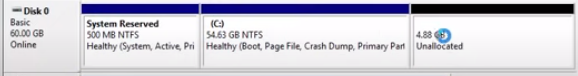 Disk 0
Basic
60.00 GB
Online
System Reserved
500 MB NTFS
Healthy (System, Active, Pri
(C:)
54.63 GB NTFS
Healthy (Boot, Page File, Crash Dump, Primary Part
4.88
Unallocated